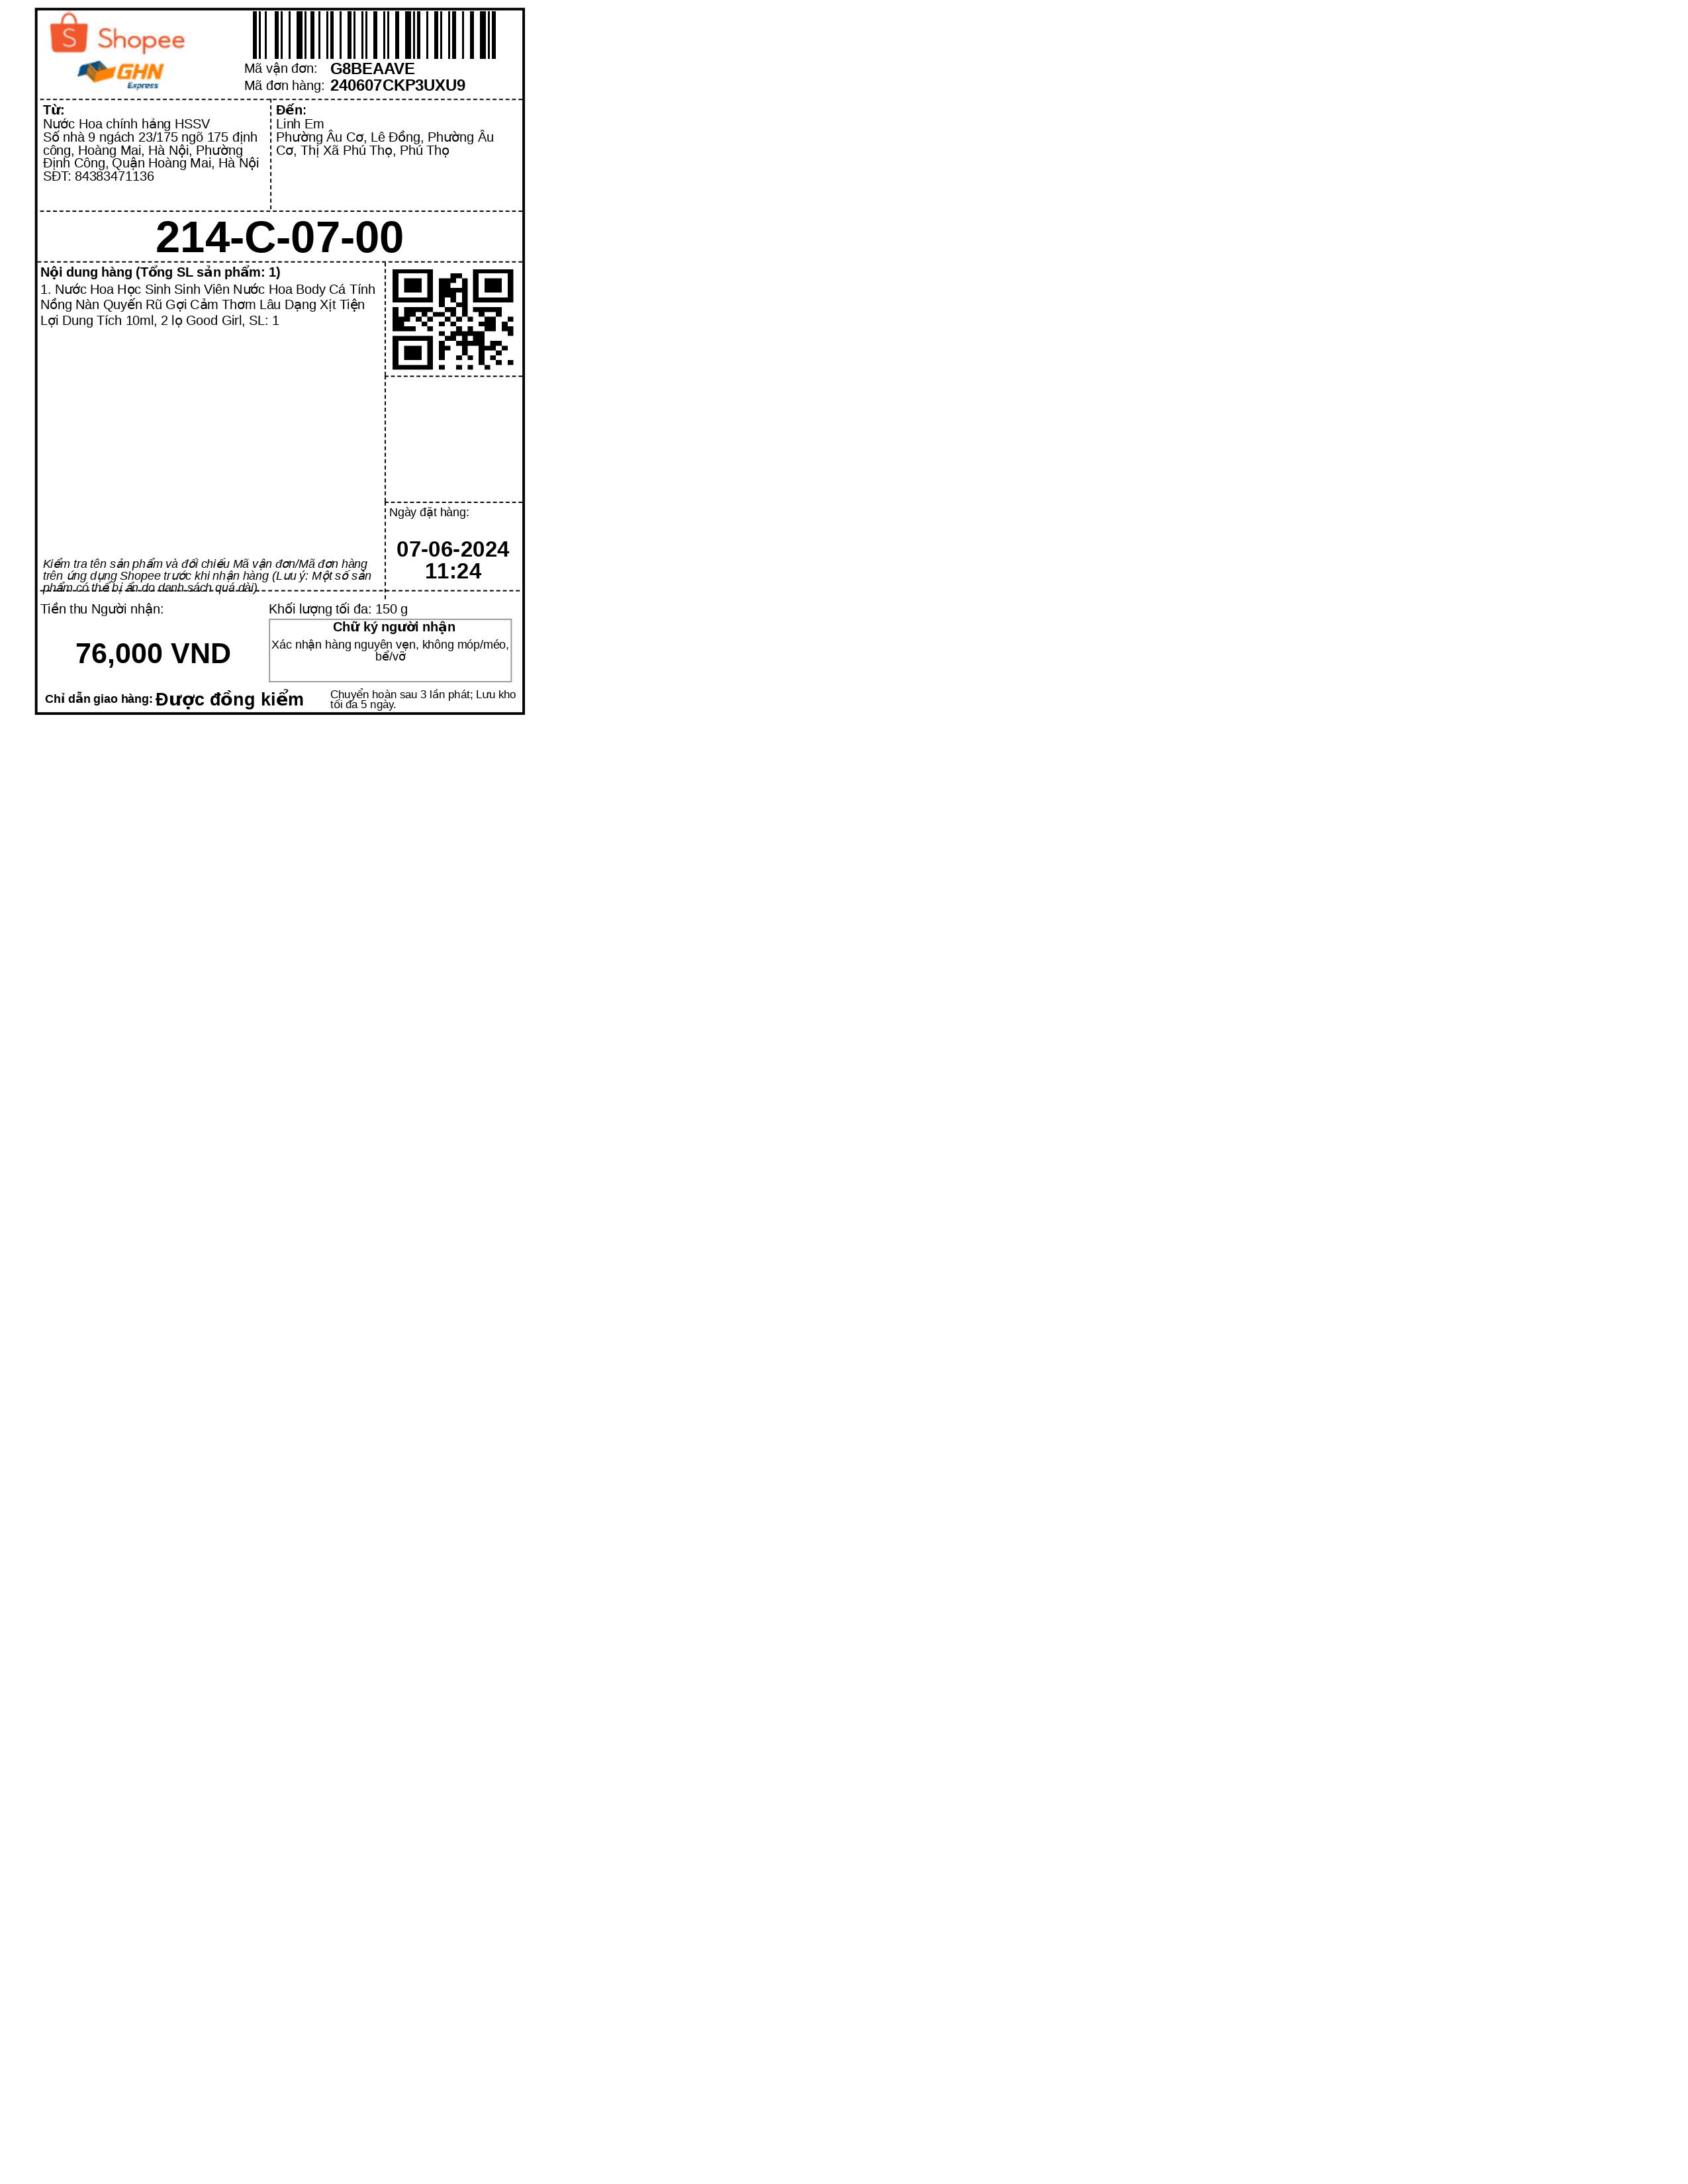 Shopee
GHN
Express
Mã vận đơn: G8BEAAVE
Mã đơn hàng: 240607CKP3UXU9
Từ:
Nước Hoa chính hảng HSSV
Số nhà 9 ngách 23/175 ngõ 175 định
công, Hoàng Mai, Hà Nội, Phường
Định Công, Quận Hoàng Mai, Hà Nội
SĐT: 84383471136
Đến:
Linh Em
Phường Âu Cơ, Lê Đồng, Phường Âu
Cơ, Thị Xã Phú Thọ, Phú Thọ
214-C-07-00
Nội dung hàng (Tổng SL sản phẩm: 1)
1. Nước Hoa Học Sinh Sinh Viên Nước Hoa Body Cá Tính
Nồng Nàn Quyến Rũ Gợi Cảm Thơm Lâu Dạng Xịt Tiện
Lợi Dung Tích 10ml, 2 lọ Good Girl, SL: 1
Kiểm tra tên sản phẩm và đối chiếu Mã vận đơn/Mã đơn hàng
trên ứng dụng Shopee trước khi nhận hàng (Lưu ý: Một số sản
phẩm có thể bị ẩn do danh sách quá dài)
Ngày đặt hàng:
07-06-2024
11:24
Tiền thu Người nhận:
76,000 VND
Khối lượng tối đa: 150 g
Chữ ký người nhận
Xác nhận hàng nguyên vẹn, không móp/méo,
bể/vỡ
Chỉ dẫn giao hàng: Được đồng kiểm
Chuyển hoàn sau 3 lần phát; Lưu kho
tối đa 5 ngày.